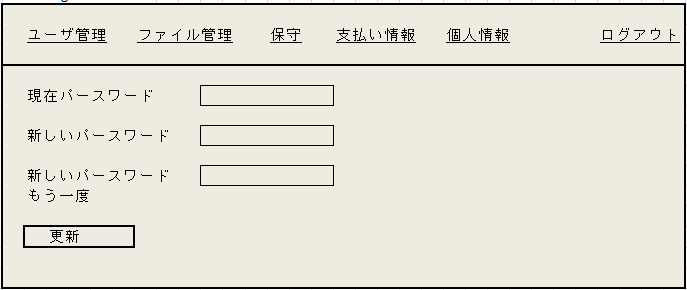 ユーザ管理 ファイル管理 保守 支払い情報 個人情報 ログアウト
現在パースワード
新しいパースワード
新しいパースワード
もう一度
更新